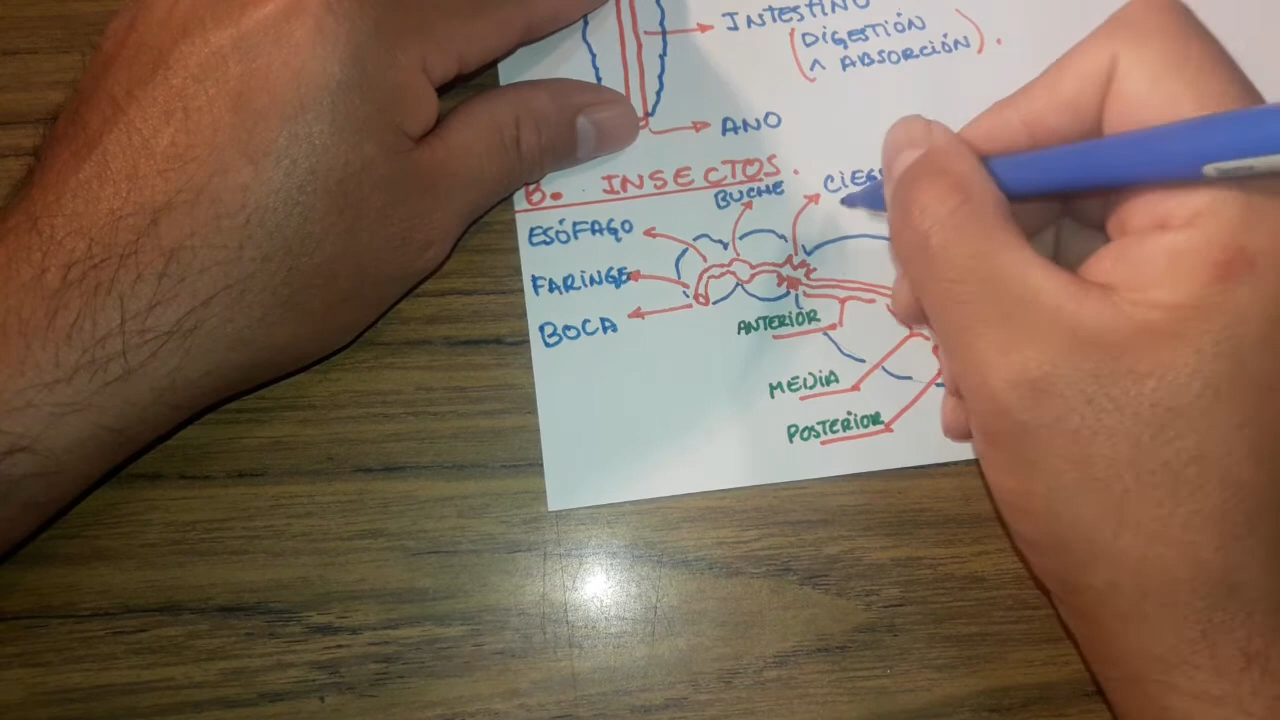 INTESTINO
(DIGESTIÓN
^ ABSORCIÓN).
ANO
B. INSECTOS.
BUCHE
ESÓFAGO
FARINGE
BOCA
ANTERIOR
MEDIA
POSTERIOR